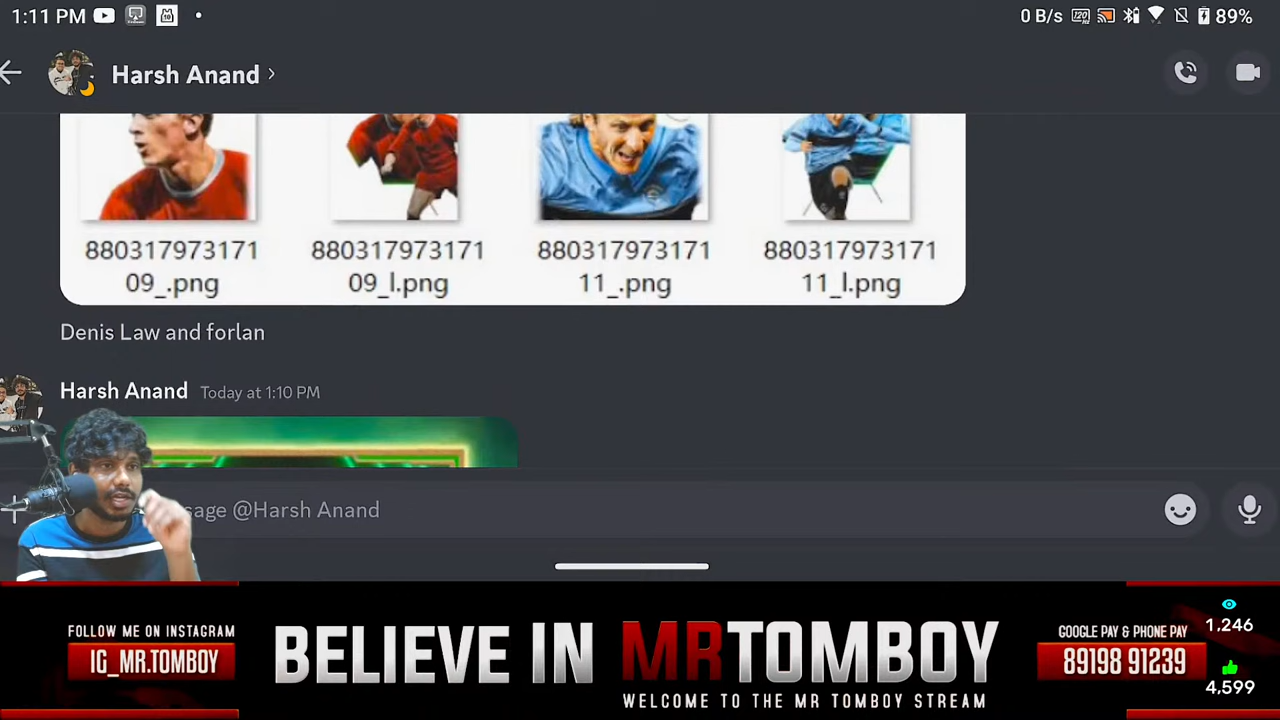 1:11 PM
0 B/s
120
89%
Harsh Anand
880317973171
09_.png
880317973171
09_l.png
880317973171
11_.png
880317973171
11_l.png
Denis Law and forlan
Harsh Anand Today at 1:10 PM
sage @Harsh Anand
FOLLOW ME ON INSTAGRAM
IG_MR.TOMBOY
BELIEVE IN MRTOMBOY
WELCOME TO THE MR TOMBOY STREAM
GOOGLE PAY & PHONE PAY
89198 91239
1,246
4,599